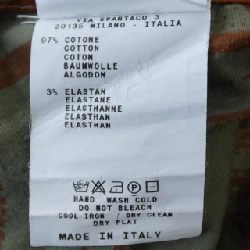 VIA SPARTACO 3
20135 MILANO - ITALIA
97% COTONE
COTTON
COTON
BAUMWOLLE
ALGODON
3% ELASTAN
ELASTANE
ELASTHANNE
ELASTHAN
ELASTHAN
HAND WASH COLD
DO NOT BLEACH
COOL IRON / DRY CLEAN
DRY FLAT
MADE IN ITALY